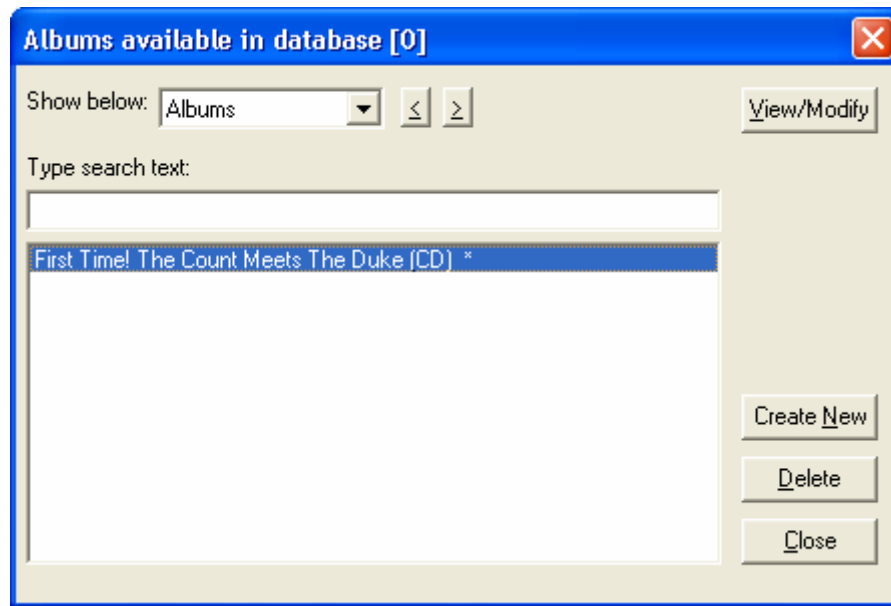 Albums available in database [0]
Show below: Albums < > View/Modify
Type search text:
First Time! The Count Meets The Duke (CD) *
Create New
Delete
Close